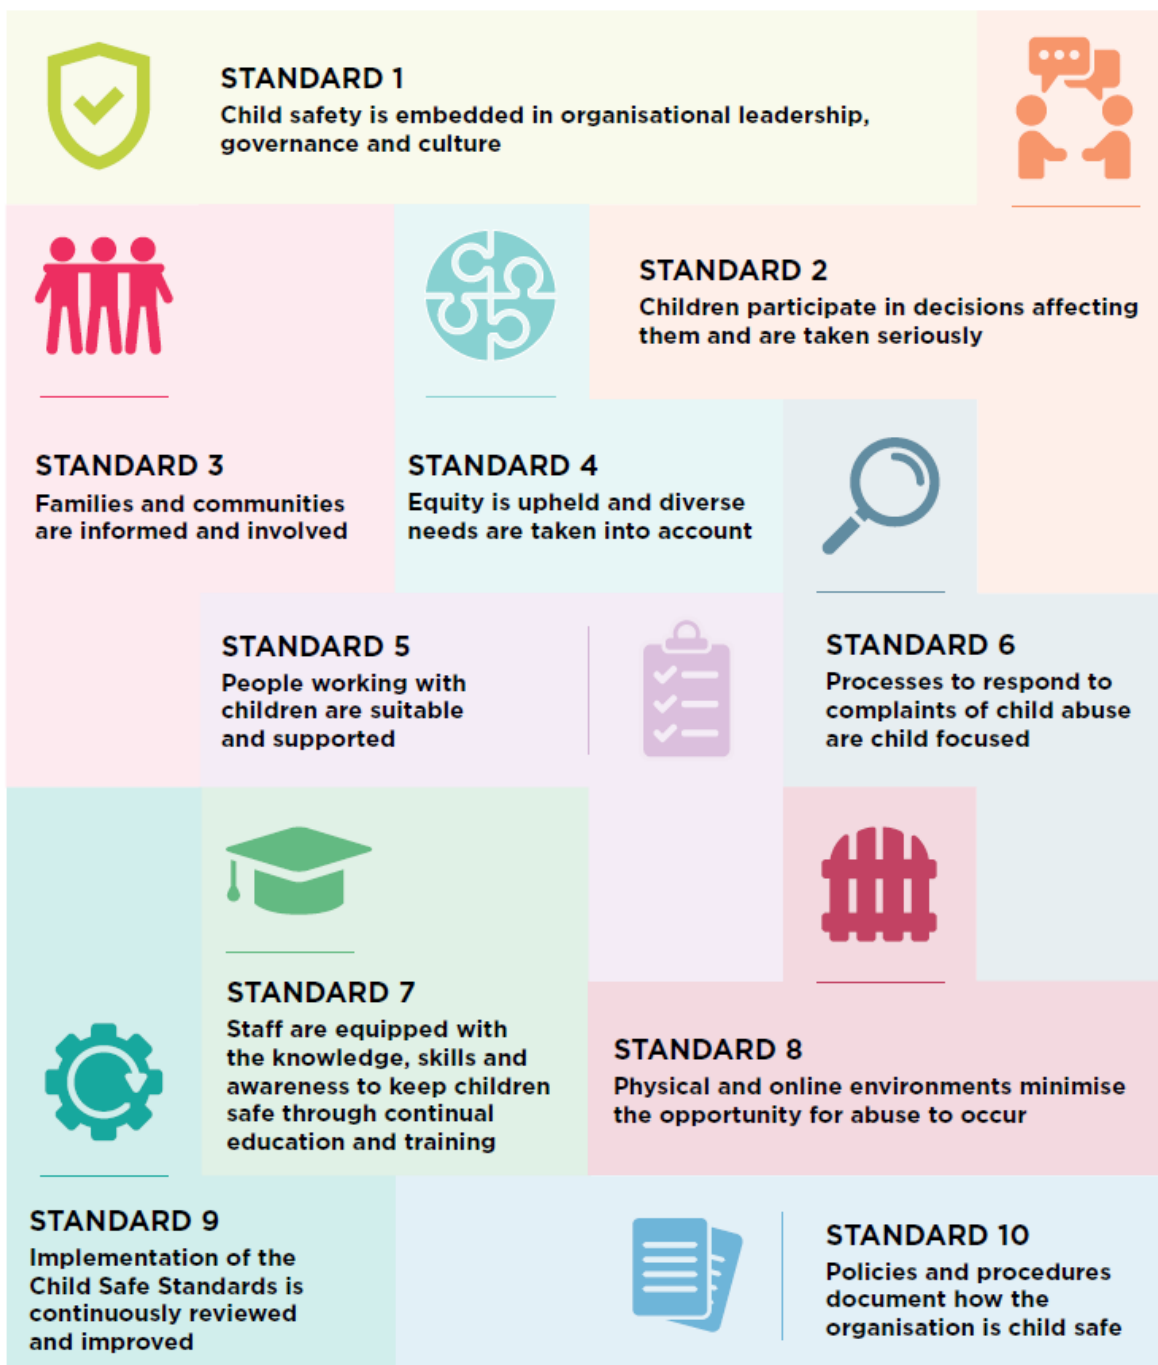 STANDARD 1
Child safety is embedded in organisational leadership,
governance and culture
STANDARD 2
Children participate in decisions affecting
them and are taken seriously
STANDARD 3
Families and communities
are informed and involved
STANDARD 4
Equity is upheld and diverse
needs are taken into account
STANDARD 5
People working with
children are suitable
and supported
STANDARD 6
Processes to respond to
complaints of child abuse
are child focused
STANDARD 7
Staff are equipped with
the knowledge, skills and
awareness to keep children
safe through continual
education and training
STANDARD 8
Physical and online environments minimise
the opportunity for abuse to occur
STANDARD 9
Implementation of the
Child Safe Standards is
continuously reviewed
and improved
STANDARD 10
Policies and procedures
document how the
organisation is child safe